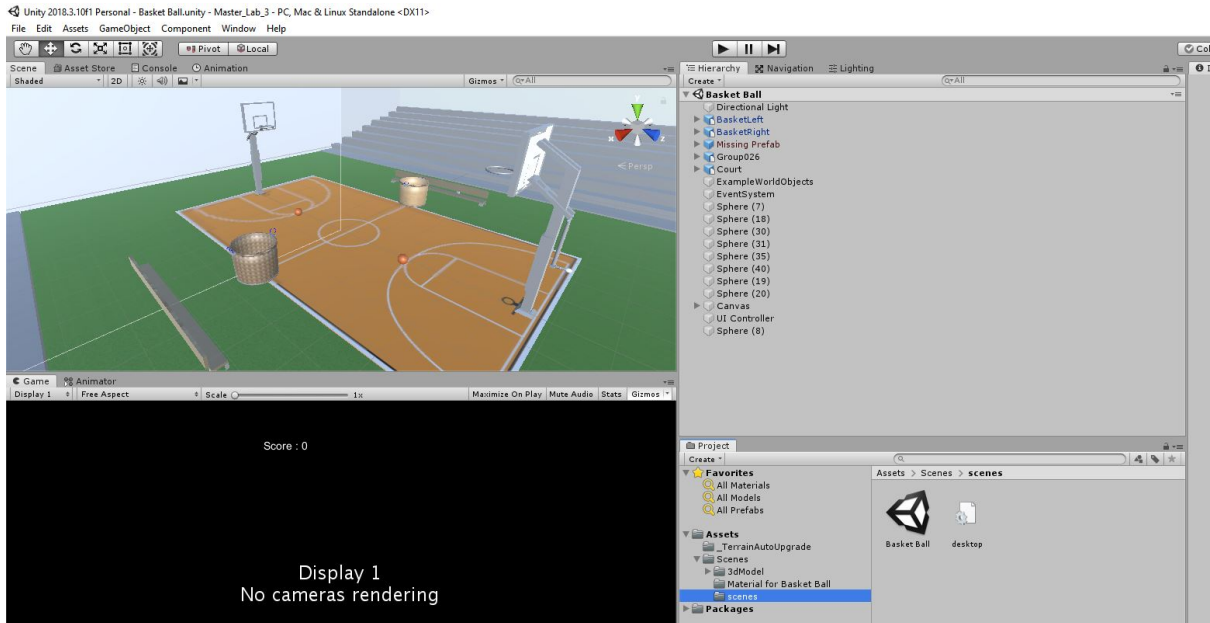 Unity 2018.3.10f1 Personal - Basket Ball.unity - Master_Lab_3 - PC, Mac & Linux Standalone <DX11>
File Edit Assets GameObject Component Window Help
Pivot Local
Scene Asset Store Console Animation
Shaded 2D Gizmos All
x z
Persp
Game Animator
Display 1 Free Aspect Scale 1x Maximize On Play Mute Audio Stats Gizmos
Score : 0
Display 1
No cameras rendering
Hierarchy Navigation Lighting
Create All
Basket Ball
Directional Light
BasketLeft
BasketRight
Missing Prefab
Group026
Court
ExampleWorldObjects
EventSystem
Sphere (7)
Sphere (18)
Sphere (30)
Sphere (31)
Sphere (35)
Sphere (40)
Sphere (19)
Sphere (20)
Canvas
UI Controller
Sphere (8)
Project
Create
Favorites
All Materials
All Models
All Prefabs
Assets
_TerrainAutoUpgrade
Scenes
3dModel
Material for Basket Ball
scenes
Packages
Assets > Scenes > scenes
Basket Ball desktop